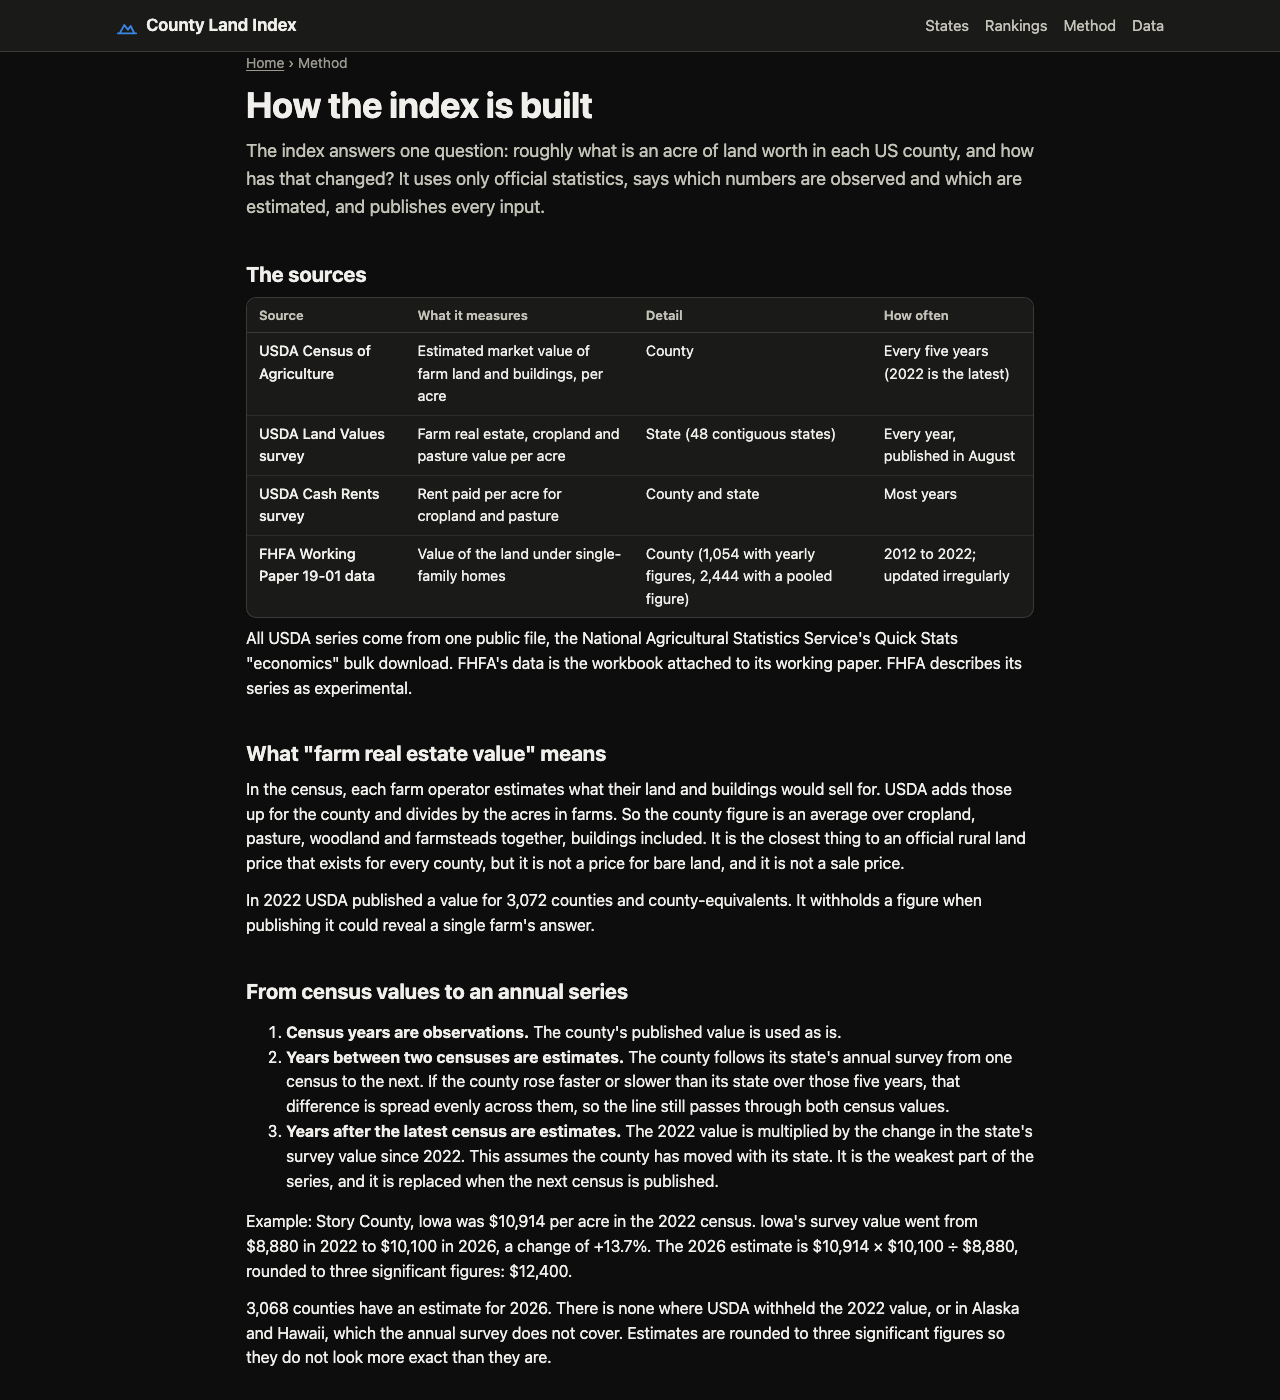 County Land Index
States Rankings Method Data
Home › Method
How the index is built
The index answers one question: roughly what is an acre of land worth in each US county, and how
has that changed? It uses only official statistics, says which numbers are observed and which are
estimated, and publishes every input.
The sources
Source What it measures Detail How often
USDA Census of Agriculture Estimated market value of farm land and buildings, per acre County Every five years (2022 is the latest)
USDA Land Values survey Farm real estate, cropland and pasture value per acre State (48 contiguous states) Every year, published in August
USDA Cash Rents survey Rent paid per acre for cropland and pasture County and state Most years
FHFA Working Paper 19-01 data Value of the land under single-family homes County (1,054 with yearly figures, 2,444 with a pooled figure) 2012 to 2022; updated irregularly
All USDA series come from one public file, the National Agricultural Statistics Service's Quick Stats
"economics" bulk download. FHFA's data is the workbook attached to its working paper. FHFA describes its
series as experimental.
What "farm real estate value" means
In the census, each farm operator estimates what their land and buildings would sell for. USDA adds those
up for the county and divides by the acres in farms. So the county figure is an average over cropland,
pasture, woodland and farmsteads together, buildings included. It is the closest thing to an official rural land
price that exists for every county, but it is not a price for bare land, and it is not a sale price.
In 2022 USDA published a value for 3,072 counties and county-equivalents. It withholds a figure when
publishing it could reveal a single farm's answer.
From census values to an annual series
1. Census years are observations. The county's published value is used as is.
2. Years between two censuses are estimates. The county follows its state's annual survey from one
census to the next. If the county rose faster or slower than its state over those five years, that
difference is spread evenly across them, so the line still passes through both census values.
3. Years after the latest census are estimates. The 2022 value is multiplied by the change in the state's
survey value since 2022. This assumes the county has moved with its state. It is the weakest part of the
series, and it is replaced when the next census is published.
Example: Story County, Iowa was $10,914 per acre in the 2022 census. Iowa's survey value went from
$8,880 in 2022 to $10,100 in 2026, a change of +13.7%. The 2026 estimate is $10,914 × $10,100 ÷ $8,880,
rounded to three significant figures: $12,400.
3,068 counties have an estimate for 2026. There is none where USDA withheld the 2022 value, or in Alaska
and Hawaii, which the annual survey does not cover. Estimates are rounded to three significant figures so
they do not look more exact than they are.